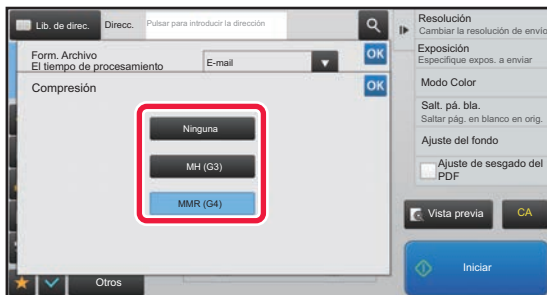 Lib. de direc.
Direcc.
Pulsar para introducir la dirección
Form. Archivo
El tiempo de procesamiento
E-mail
OK
Compresión
OK
Ninguna
MH (G3)
MMR (G4)
Otros
Resolución
Cambiar la resolución de envío
Exposición
Especifique expos. a enviar
Modo Color
Salt. pá. bla.
Saltar pág. en blanco en orig.
Ajuste del fondo
Ajuste de sesgado del
PDF
Vista previa
CA
Iniciar